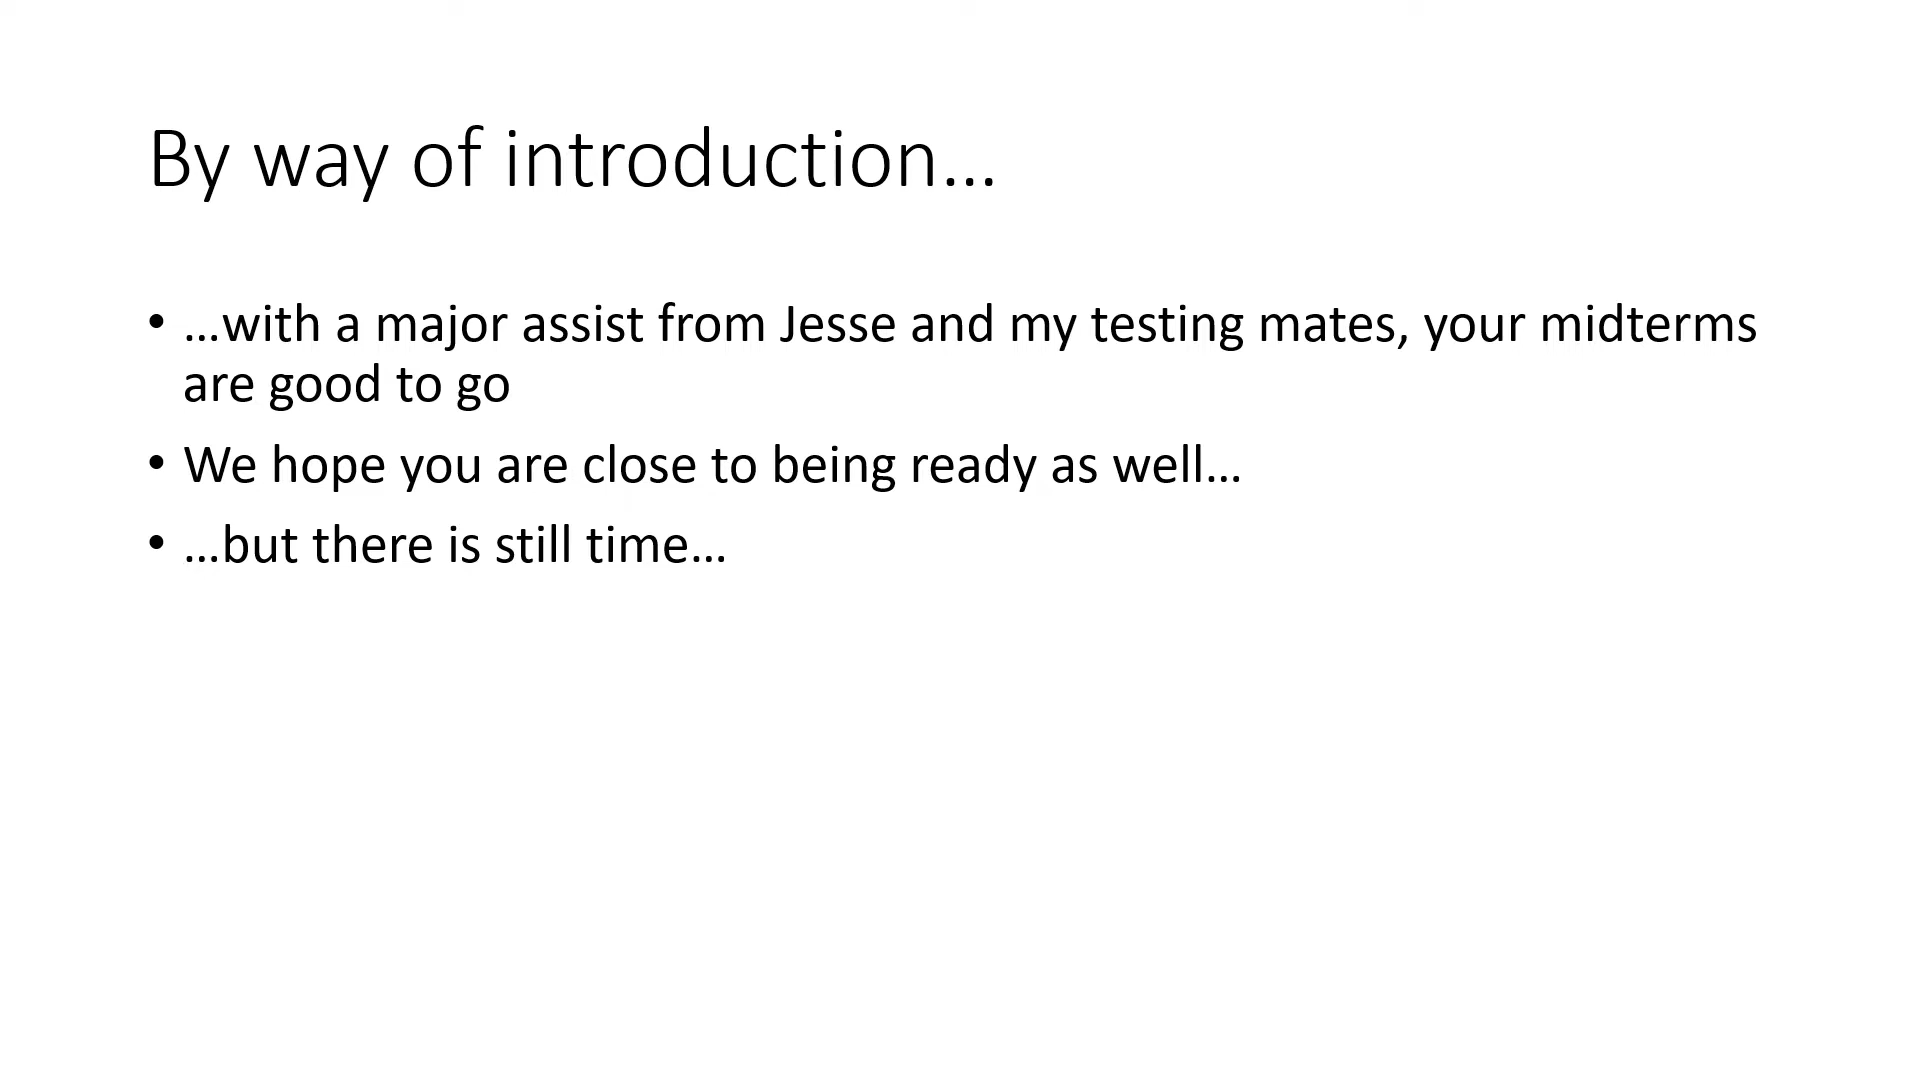 By way of introduction…
• …with a major assist from Jesse and my testing mates, your midterms
are good to go
• We hope you are close to being ready as well…
• …but there is still time…